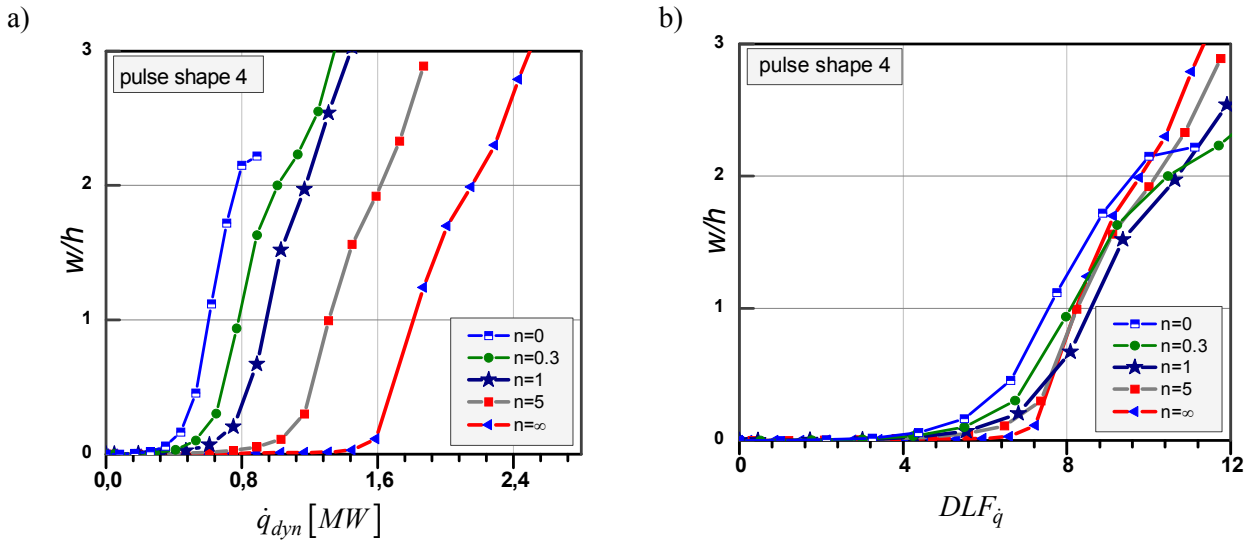 a)
pulse shape 4
w/h
3
2
1
0
n=0
n=0.3
n=1
n=5
n=∞
0,0
0,8
1,6
2,4
q̇dyn [MW]
b)
pulse shape 4
w/h
3
2
1
0
n=0
n=0.3
n=1
n=5
n=∞
0
4
8
12
DLFq̇